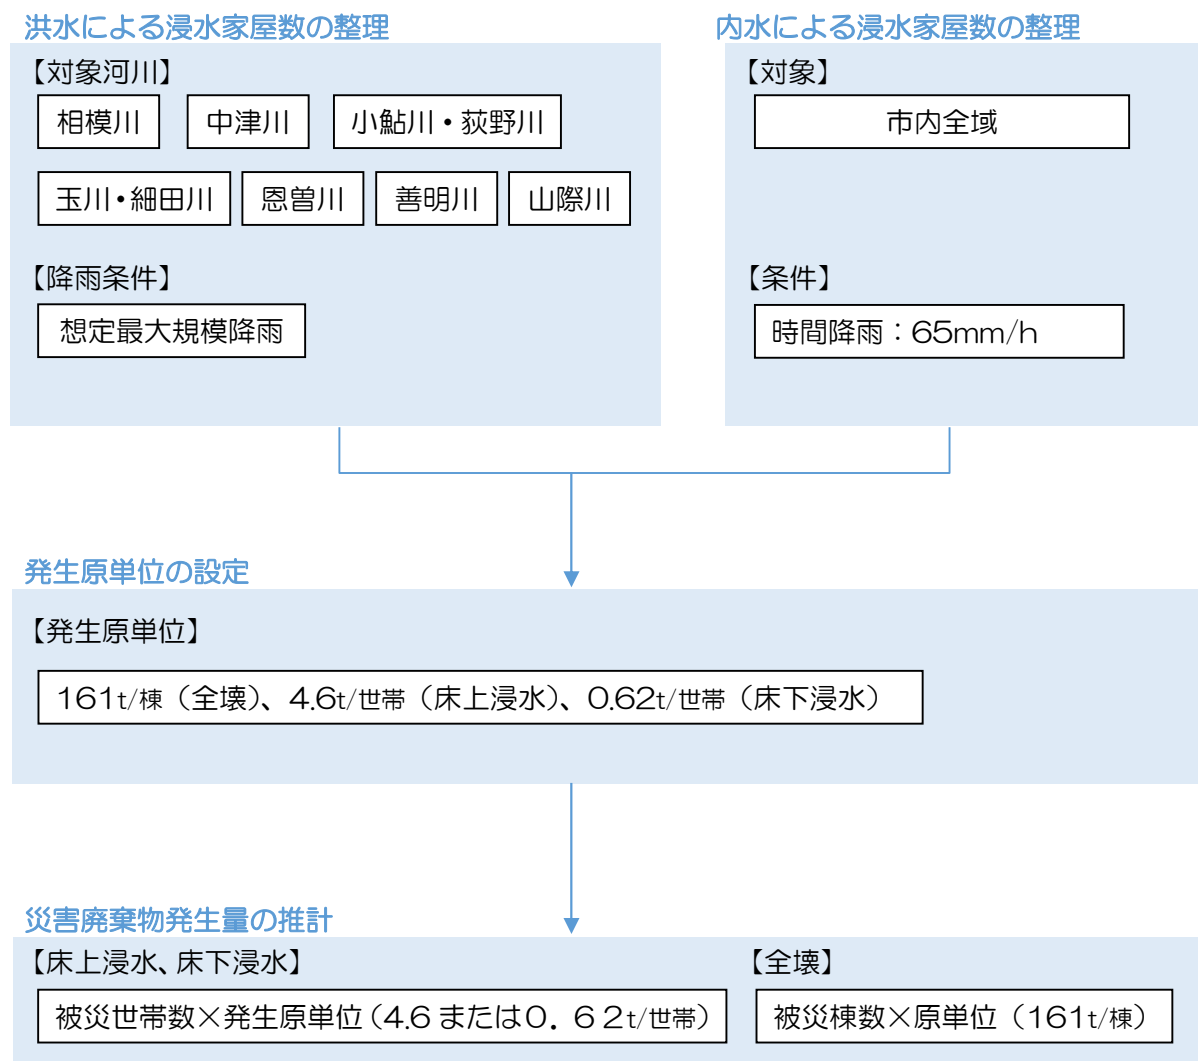 洪水による浸水家屋数の整理
【対象河川】
相模川
中津川
小鮎川・荻野川
玉川・細田川
恩曽川
善明川
山際川
【降雨条件】
想定最大規模降雨
内水による浸水家屋数の整理
【対象】
市内全域
【条件】
時間降雨：65mm/h
発生原単位の設定
【発生原単位】
161t/棟（全壊）、4.6t/世帯（床上浸水）、0.62t/世帯（床下浸水）
災害廃棄物発生量の推計
【床上浸水、床下浸水】
被災世帯数×発生原単位（4.6 または０．６２t/世帯）
【全壊】
被災棟数×原単位（161t/棟）